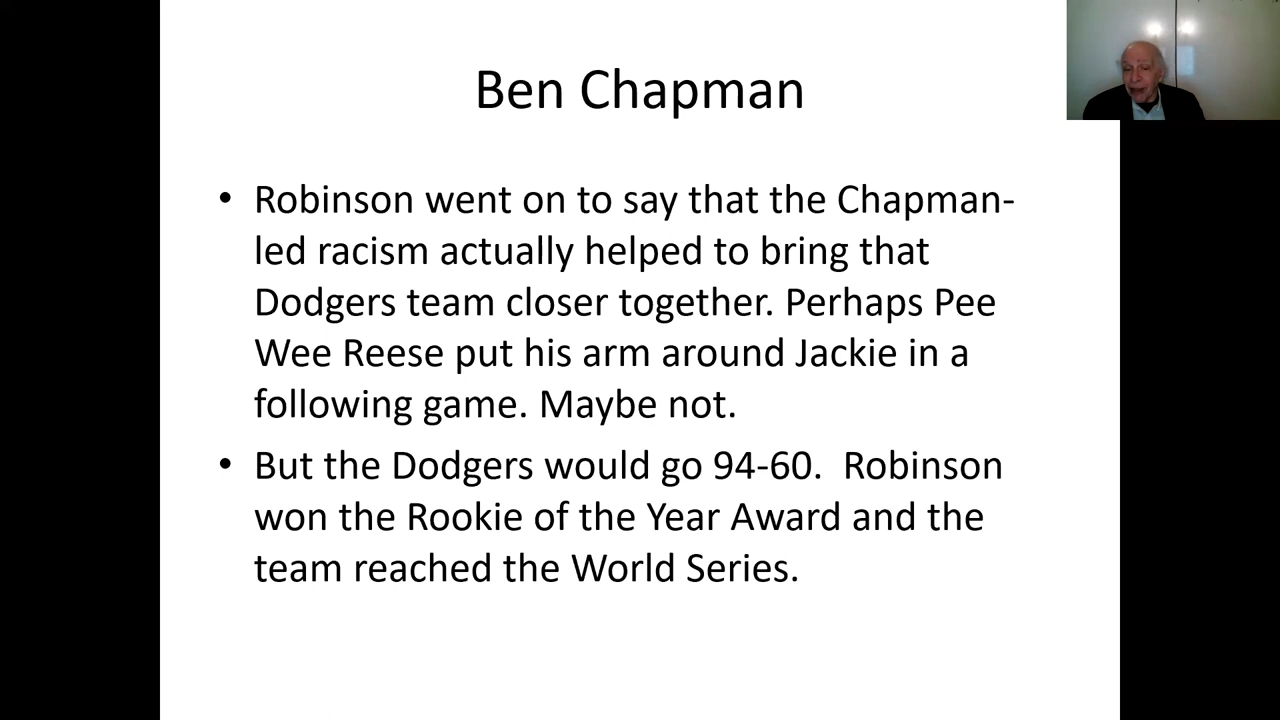 Ben Chapman
• Robinson went on to say that the Chapman-
led racism actually helped to bring that
Dodgers team closer together. Perhaps Pee
Wee Reese put his arm around Jackie in a
following game. Maybe not.
• But the Dodgers would go 94-60.  Robinson
won the Rookie of the Year Award and the
team reached the World Series.